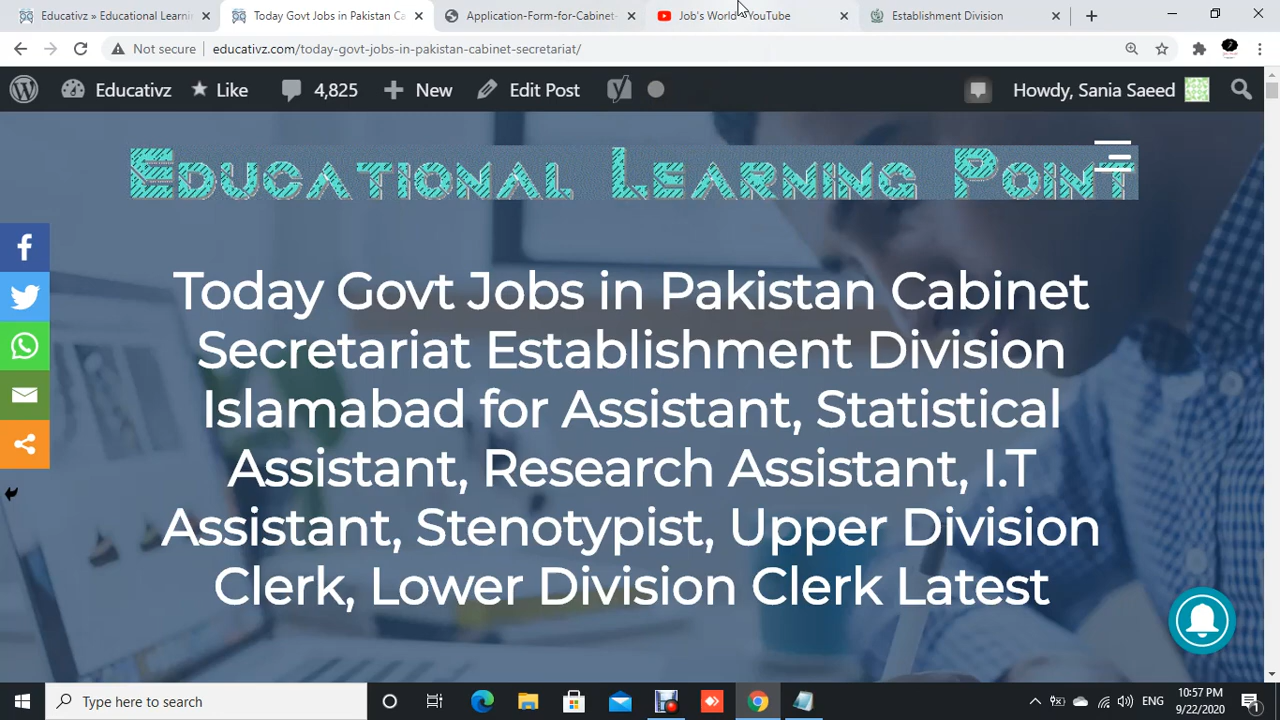 Educativz » Educational Learni
Today Govt Jobs in Pakistan Ca
Application-Form-for-Cabinet-
Job's World - YouTube
Establishment Division
Not secure
educativz.com/today-govt-jobs-in-pakistan-cabinet-secretariat/
Educativz
Like
4,825
New
Edit Post
Howdy, Sania Saeed
Educational Learning Point
Today Govt Jobs in Pakistan Cabinet
Secretariat Establishment Division
Islamabad for Assistant, Statistical
Assistant, Research Assistant, I.T
Assistant, Stenotypist, Upper Division
Clerk, Lower Division Clerk Latest
Type here to search
ENG
10:57 PM
9/22/2020
1